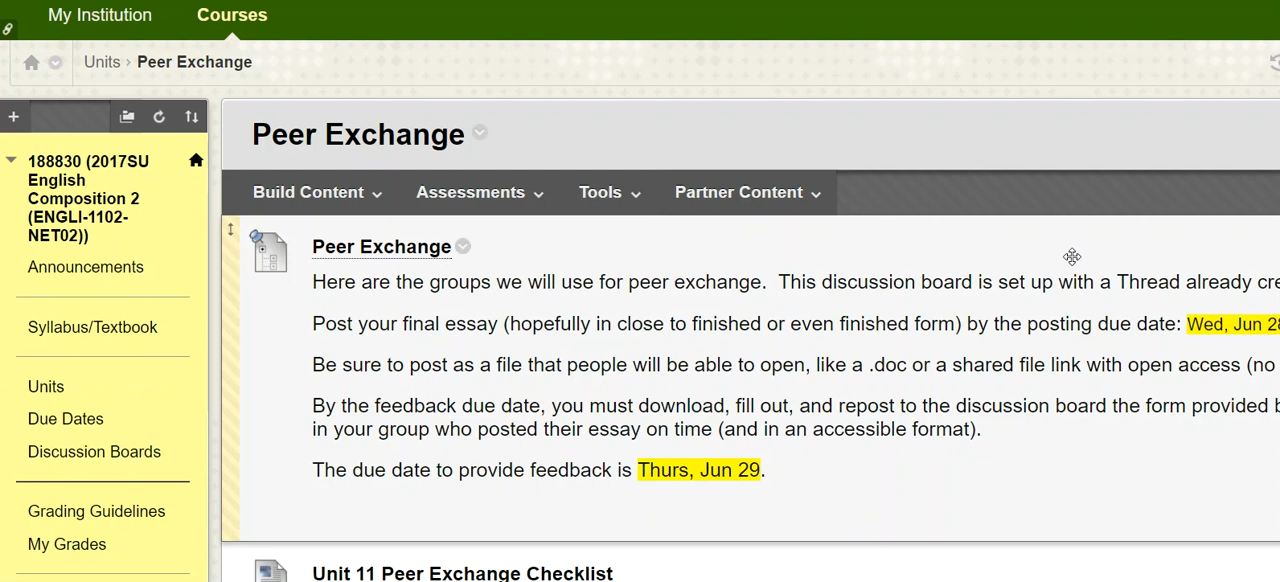 My Institution
Courses
Units › Peer Exchange
188830 (2017SU
English
Composition 2
(ENGLI-1102-
NET02))
Announcements
Syllabus/Textbook
Units
Due Dates
Discussion Boards
Grading Guidelines
My Grades
Peer Exchange
Build Content
Assessments
Tools
Partner Content
Peer Exchange
Here are the groups we will use for peer exchange. This discussion board is set up with a Thread already
Post your final essay (hopefully in close to finished or even finished form) by the posting due date: Wed, Jun
Be sure to post as a file that people will be able to open, like a .doc or a shared file link with open access (no
By the feedback due date, you must download, fill out, and repost to the discussion board the form provided
in your group who posted their essay on time (and in an accessible format).
The due date to provide feedback is Thurs, Jun 29.
Unit 11 Peer Exchange Checklist